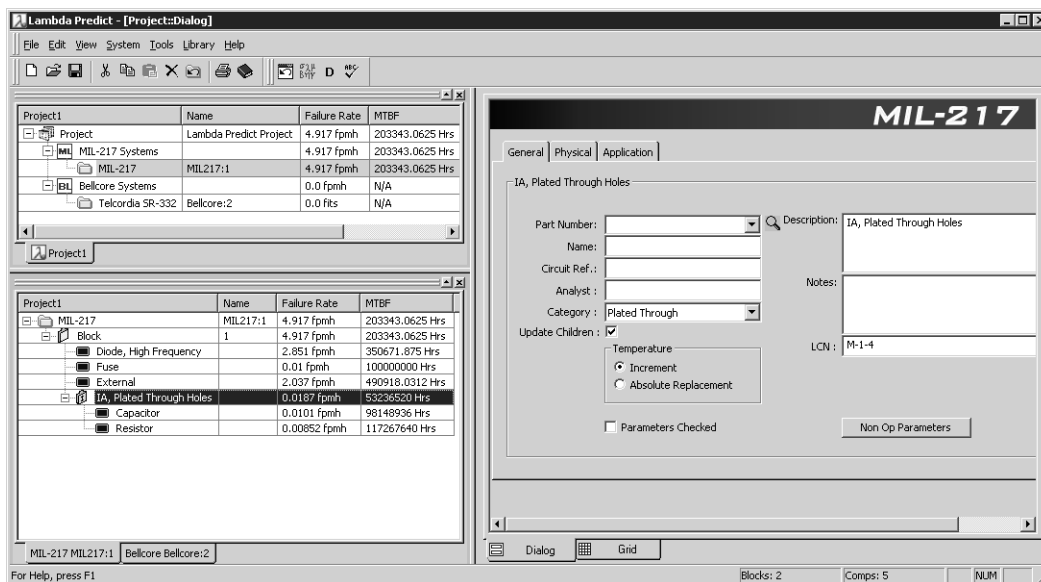 Lambda Predict - [Project::Dialog]
File Edit View System Tools Library Help
D ABC
Project1 Name Failure Rate MTBF
Project Lambda Predict Project 4.917 fpmh 203343.0625 Hrs
ML MIL-217 Systems 4.917 fpmh 203343.0625 Hrs
MIL-217 MIL217:1 4.917 fpmh 203343.0625 Hrs
BL Bellcore Systems 0.0 fpmh N/A
Telcordia SR-332 Bellcore:2 0.0 fits N/A
λ Project1
Project1 Name Failure Rate MTBF
MIL-217 MIL217:1 4.917 fpmh 203343.0625 Hrs
Block 1 4.917 fpmh 203343.0625 Hrs
Diode, High Frequency 2.851 fpmh 350671.875 Hrs
Fuse 0.01 fpmh 100000000 Hrs
External 2.037 fpmh 490918.0312 Hrs
IA, Plated Through Holes 0.0187 fpmh 53236520 Hrs
Capacitor 0.0101 fpmh 98148936 Hrs
Resistor 0.00852 fpmh 117267640 Hrs
MIL-217 MIL217:1 Bellcore Bellcore:2
MIL-217
General Physical Application
IA, Plated Through Holes
Part Number:
Description: IA, Plated Through Holes
Name:
Circuit Ref.:
Notes:
Analyst :
Category : Plated Through
Update Children :
LCN : M-1-4
Temperature
Increment
Absolute Replacement
Parameters Checked
Non Op Parameters
Dialog Grid
For Help, press F1 Blocks: 2 Comps: 5 NUM